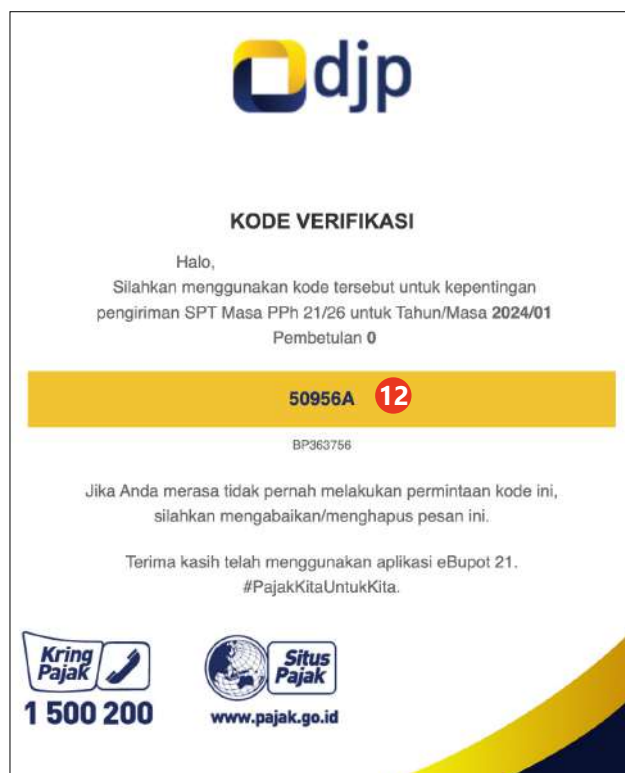 djp
KODE VERIFIKASI
Halo,
Silahkan menggunakan kode tersebut untuk kepentingan
pengiriman SPT Masa PPh 21/26 untuk Tahun/Masa 2024/01
Pembetulan 0
50956A 12
BP363756
Jika Anda merasa tidak pernah melakukan permintaan kode ini,
silahkan mengabaikan/menghapus pesan ini.
Terima kasih telah menggunakan aplikasi eBupot 21.
#PajakKitaUntukKita.
Kring
Pajak
1 500 200
Situs
Pajak
www.pajak.go.id